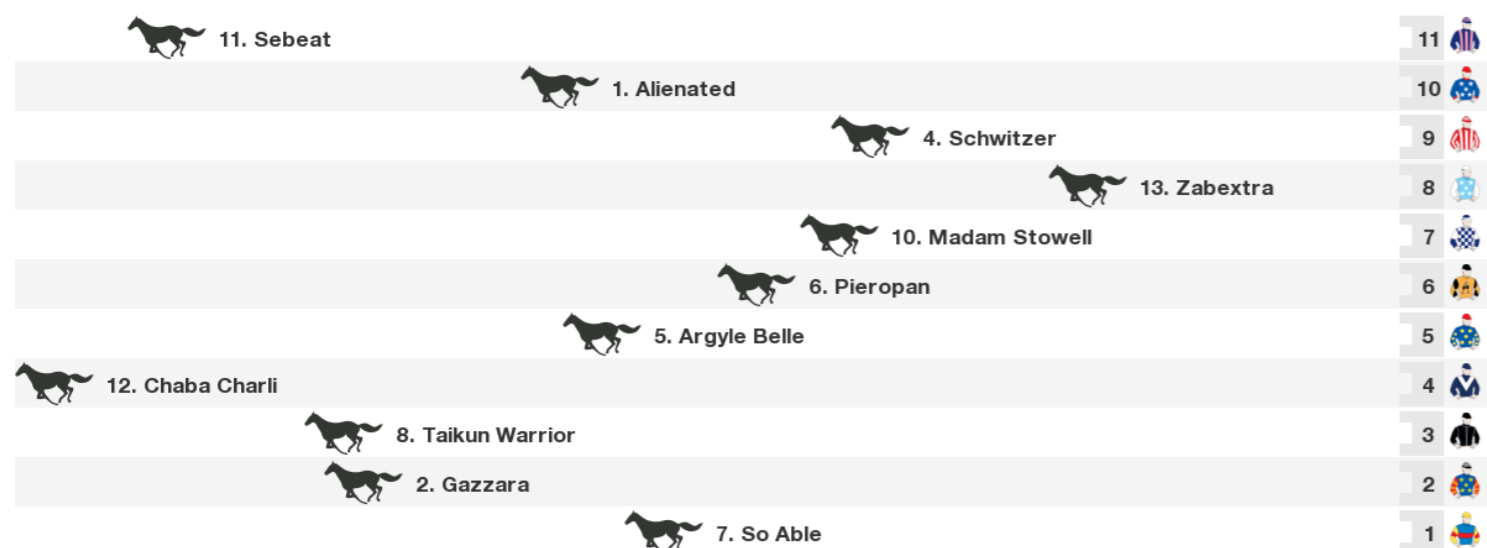 11. Sebeat 11
1. Alienated 10
4. Schwitzer 9
13. Zabextra 8
10. Madam Stowell 7
6. Pieropan 6
5. Argyle Belle 5
12. Chaba Charli 4
8. Taikun Warrior 3
2. Gazzara 2
7. So Able 1